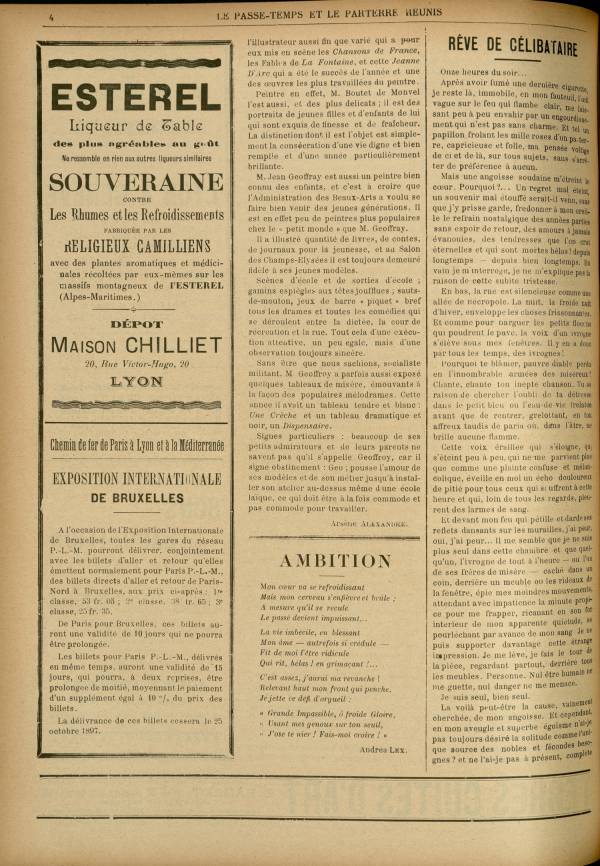 4
LE PASSE-TEMPS ET LE PARTERRE RÉUNIS
ESTEREL
Liqueur de Table
des plus agréables au goût
Ne ressemble en rien aux autres liqueurs similaires
SOUVERAINE
CONTRE
Les Rhumes et les Refroidissements
FABRIQUÉE PAR LES
RELIGIEUX CAMILLIENS
avec des plantes aromatiques et médici-
nales récoltées par eux-mêmes sur les
massifs montagneux de l'ESTEREL
(Alpes-Maritimes.)
DÉPOT
MAISON CHILLIET
20, Rue Victor-Hugo, 20
LYON
Chemin de fer de Paris à Lyon et à la Méditerranée
EXPOSITION INTERNATIONALE
DE BRUXELLES
A l'occasion de l'Exposition Internationale
de Bruxelles, toutes les gares du réseau
P.-L.-M. pourront délivrer, conjointement
avec les billets d'aller et retour qu'elles
émettent normalement pour Paris P.-L.-M.,
des billets directs d'aller et retour de Paris-
Nord à Bruxelles, aux prix ci-après : 1re
classe, 53 fr. 05 ; 2e classe, 38 fr. 65 ; 3e
classe, 25 fr. 35.
De Paris pour Bruxelles, ces billets au-
ront une validité de 10 jours qui ne pourra
être prolongée.
Les billets pour Paris P.-L.-M., délivrés
en même temps, auront une validité de 15
jours, qui pourra, à deux reprises, être
prolongée de moitié, moyennant le paiement
d'un supplément égal à 10 %, du prix des
billets.
La délivrance de ces billets cessera le 25
octobre 1897.
l'illustrateur aussi fin que varié qui a pour
eux mis en scène les Chansons de France,
les Fables de La Fontaine, et cette Jeanne
D'Arc qui a été le succès de l'année et une
des œuvres les plus travaillées du peintre.
Peintre en effet, M. Boutet de Monvel
l'est aussi, et des plus délicats ; il est des
portraits de jeunes filles et d'enfants de lui
qui sont exquis de finesse et de fraîcheur.
La distinction dont il est l'objet est simple-
ment la consécration d'une vie digne et bien
remplie et d'une année particulièrement
brillante.
M. Jean Geoffray est aussi un peintre bien
connu des enfants, et c'est à croire que
l'Administration des Beaux-Arts a voulu se
faire bien venir des jeunes générations. Il
est en effet peu de peintres plus populaires
chez le « petit monde » que M. Geoffroy.
Il a illustré quantité de livres, de contes,
de journaux pour la jeunesse, et au Salon
des Champs-Elysées il est toujours demeuré
fidèle à ses jeunes modèles.
Scènes d'école et de sorties d'école ;
gamins espiègles aux têtes joufflues ; sauts-
de-mouton, jeux de barre « piquet » bref
tous les drames et toutes les comédies qui
se déroulent entre la dictée, la cour de
récréation et la rue. Tout cela d'une exécu-
tion attentive, un peu egale, mais d'une
observation toujours sincère.
Sans être que nous sachions, socialiste
militant, M. Geoffroy a parfois aussi exposé
quelques tableaux de misère, émouvants à
la façon des populaires mélodrames. Cette
année il avait un tableau tendre et blanc :
Une Crèche et un tableau dramatique et
noir, un Dispensaire.
Signes particuliers : beaucoup de ses
petits admirateurs et de leurs parents ne
savent pas qu'il s'appelle Geoffroy, car il
signe obstinément : Geo ; pousse l'amour de
ses modèles et de son métier jusqu'à instal-
ler son atelier au-dessus même d'une école
laïque, ce qui doit être à la fois commode et
pas commode pour travailler.
Arsène ALEXANDRE.
AMBITION
Mon cœur va se refroidissant
Mais mon cerveau s'enfièvre et brûle ;
A mesure qu'il se recule
Le passé devient impuissant...
La vie imbécile, en blessant
Mon âme — autrefois si crédule —
Fit de moi l'être ridicule
Qui rit, hélas ! en grimaçant !...
C'est assez, j'aurai ma revanche !
Relevant haut mon front qui penche,
Je jette ce défi d'orgueil :
« Grande Impassible, ô froide Gloire,
« Usant mes genoux sur ton seuil,
« J'ose te nier ! Fais-moi croire ! »
Andréa LEX.
RÊVE DE CÉLIBATAIRE
Onze heures du soir...
Après avoir fumé une dernière cigarette,
je reste là, immobile, en mon fauteuil, l'œil
vague sur le feu qui flambe clair, me lais-
sant peu à peu envahir par un engourdisse-
ment qui n'est pas sans charme. Et tel un
papillon frôlant les mille roses d'un parter-
re, capricieuse et folle, ma pensée voltige
de ci et de là, sur tous sujets, sans s'arrê-
ter de préférence à aucun.
Mais une angoisse soudaine m'étreint le
cœur. Pourquoi ?... Un regret mal éteint,
un souvenir mal étouffé serait-il venu, sans
que j'y prisse garde, fredonner à mon oreil-
le le refrain nostalgique des années parties
sans espoir de retour, des amours à jamais
évanouies, des tendresses que l'on croit
éternelles et qui sont mortes hélas ! depuis
longtemps — depuis bien longtemps. En
vain je m'interroge, je ne m'explique pas la
raison de cette subite tristesse.
En bas, la rue est silencieuse comme une
allée de nécropole. La nuit, la froide nuit
d'hiver, enveloppe les choses frissonnantes.
Et comme pour narguer les petits flocons
qui poudrent le pavé, la voix d'un ivrogne
s'élève sous mes fenêtres. Il y en a donc
par tous les temps, des ivrognes !
Pourquoi te blâmer, pauvre diable perdu
en l'innombrable armée des miséreux !
Chante, chante ton inepte chanson. Tu as
raison de chercher l'oubli de ta détresse
dans le petit bleu ou l'eau-de-vie frelatée
avant que de rentrer, grelottant, en ton
affreux taudis de paria où, dans l'âtre, ne
brille aucune flamme.
Cette voix éraillée qui s'éloigne, qui
s'éteint peu à peu, qui ne me parvient plus
que comme une plainte confuse et mélan-
colique, éveille en moi un écho douloureux
de pitié pour tous ceux qui souffrent à cette
heure et qui, loin de tous les regards, pleu-
rent des larmes de sang.
Et devant mon feu qui pétille et darde ses
reflets dansants sur les murailles, j'ai peur,
oui, j'ai peur... Il me semble que je ne suis
plus seul dans cette chambre et que quel-
qu'un, l'ivrogne de tout à l'heure — ou l'un
de ses frères de misère — caché dans un
coin, derrière un meuble ou les rideaux de
la fenêtre, épie mes moindres mouvements,
attendant avec impatience la minute propi-
ce pour me frapper, ricanant en son for
intérieur de mon apparente quiétude, se
pourléchant par avance de mon sang. Je ne
puis supporter davantage cette étrange
impression. Je me lève, je fais le tour de
la pièce, regardant partout, derrière tous
les meubles. Personne. Nul être humain ne
me guette, nul danger ne me menace.
Je suis seul, bien seul.
La voilà peut-être la cause, vainement
cherchée, de mon angoisse. Et cependant,
en mon aveugle et superbe égoïsme n'ai-je
pas toujours désiré la solitude comme l'uni-
que source des nobles et fécondes beso-
gnes ? et ne l'ai-je pas à présent, complète